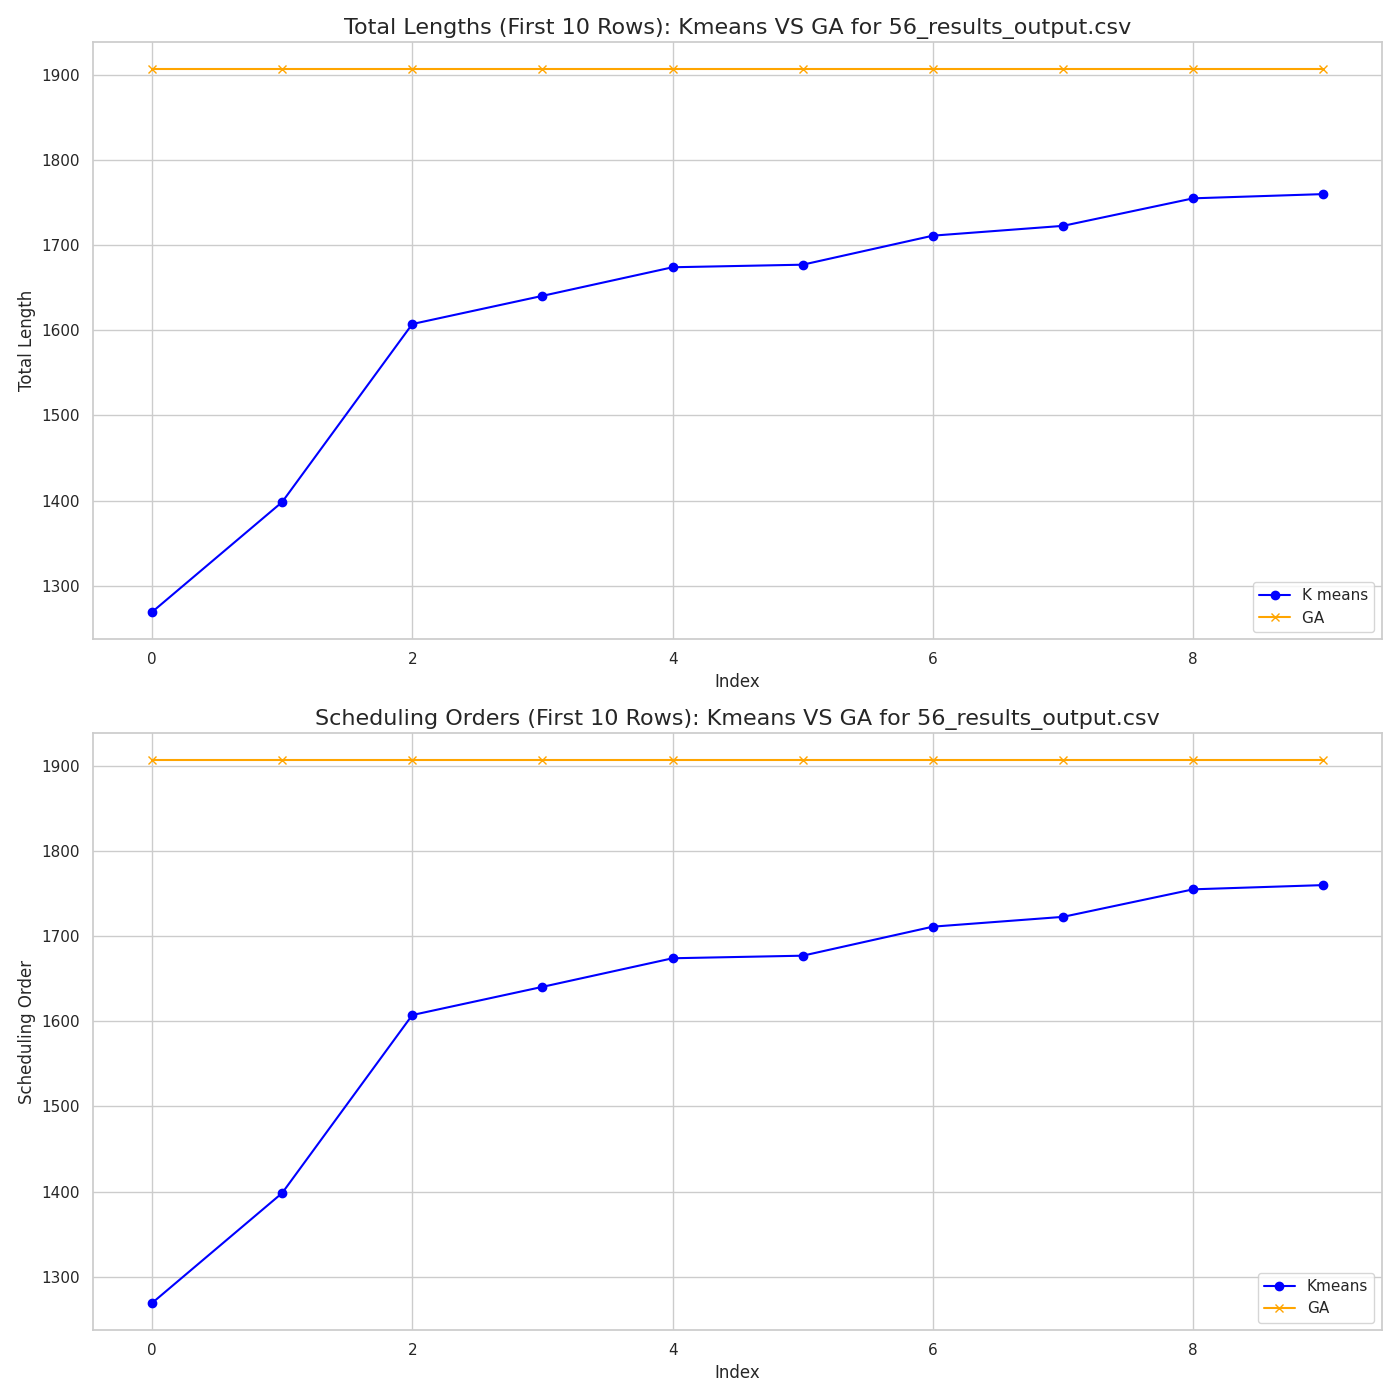 Total Lengths (First 10 Rows): Kmeans VS GA for 56_results_output.csv
1900
1800
1700
1600
1500
1400
1300
Total Length
K means
GA
0 2 4 6 8
Index
Scheduling Orders (First 10 Rows): Kmeans VS GA for 56_results_output.csv
1900
1800
1700
1600
1500
1400
1300
Scheduling Order
Kmeans
GA
0 2 4 6 8
Index